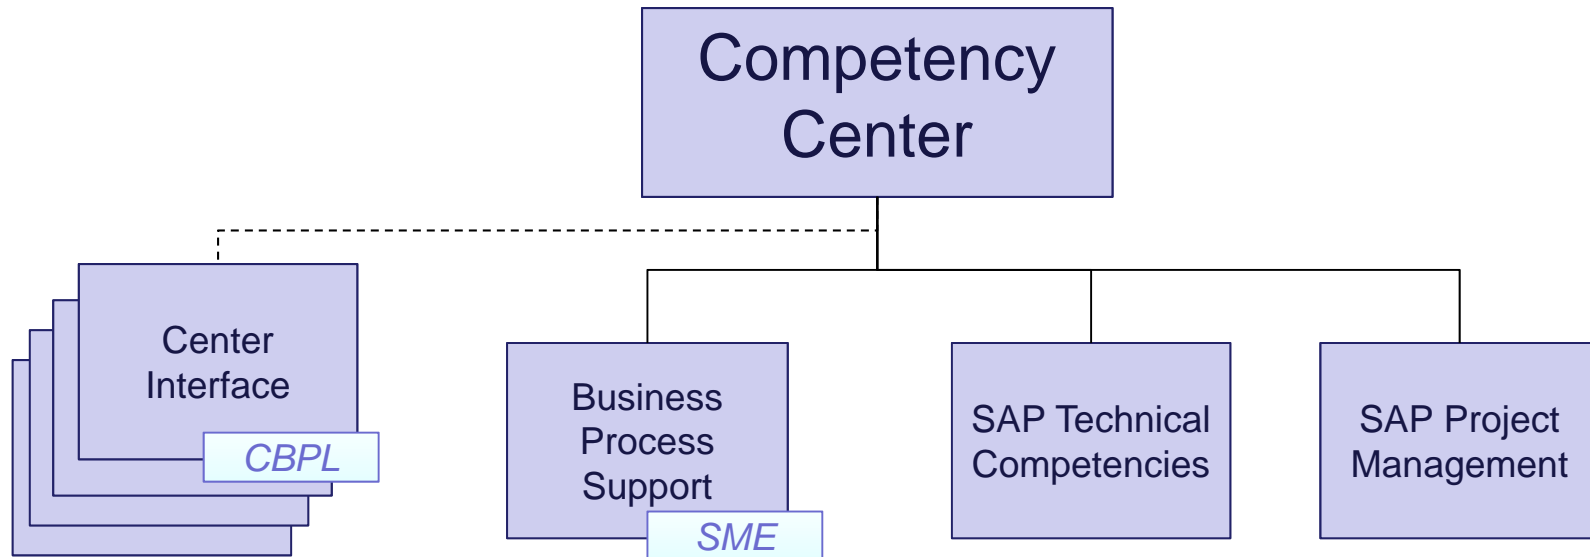 Competency
Center
Center
Interface
CBPL
Business
Process
Support
SME
SAP Technical
Competencies
SAP Project
Management